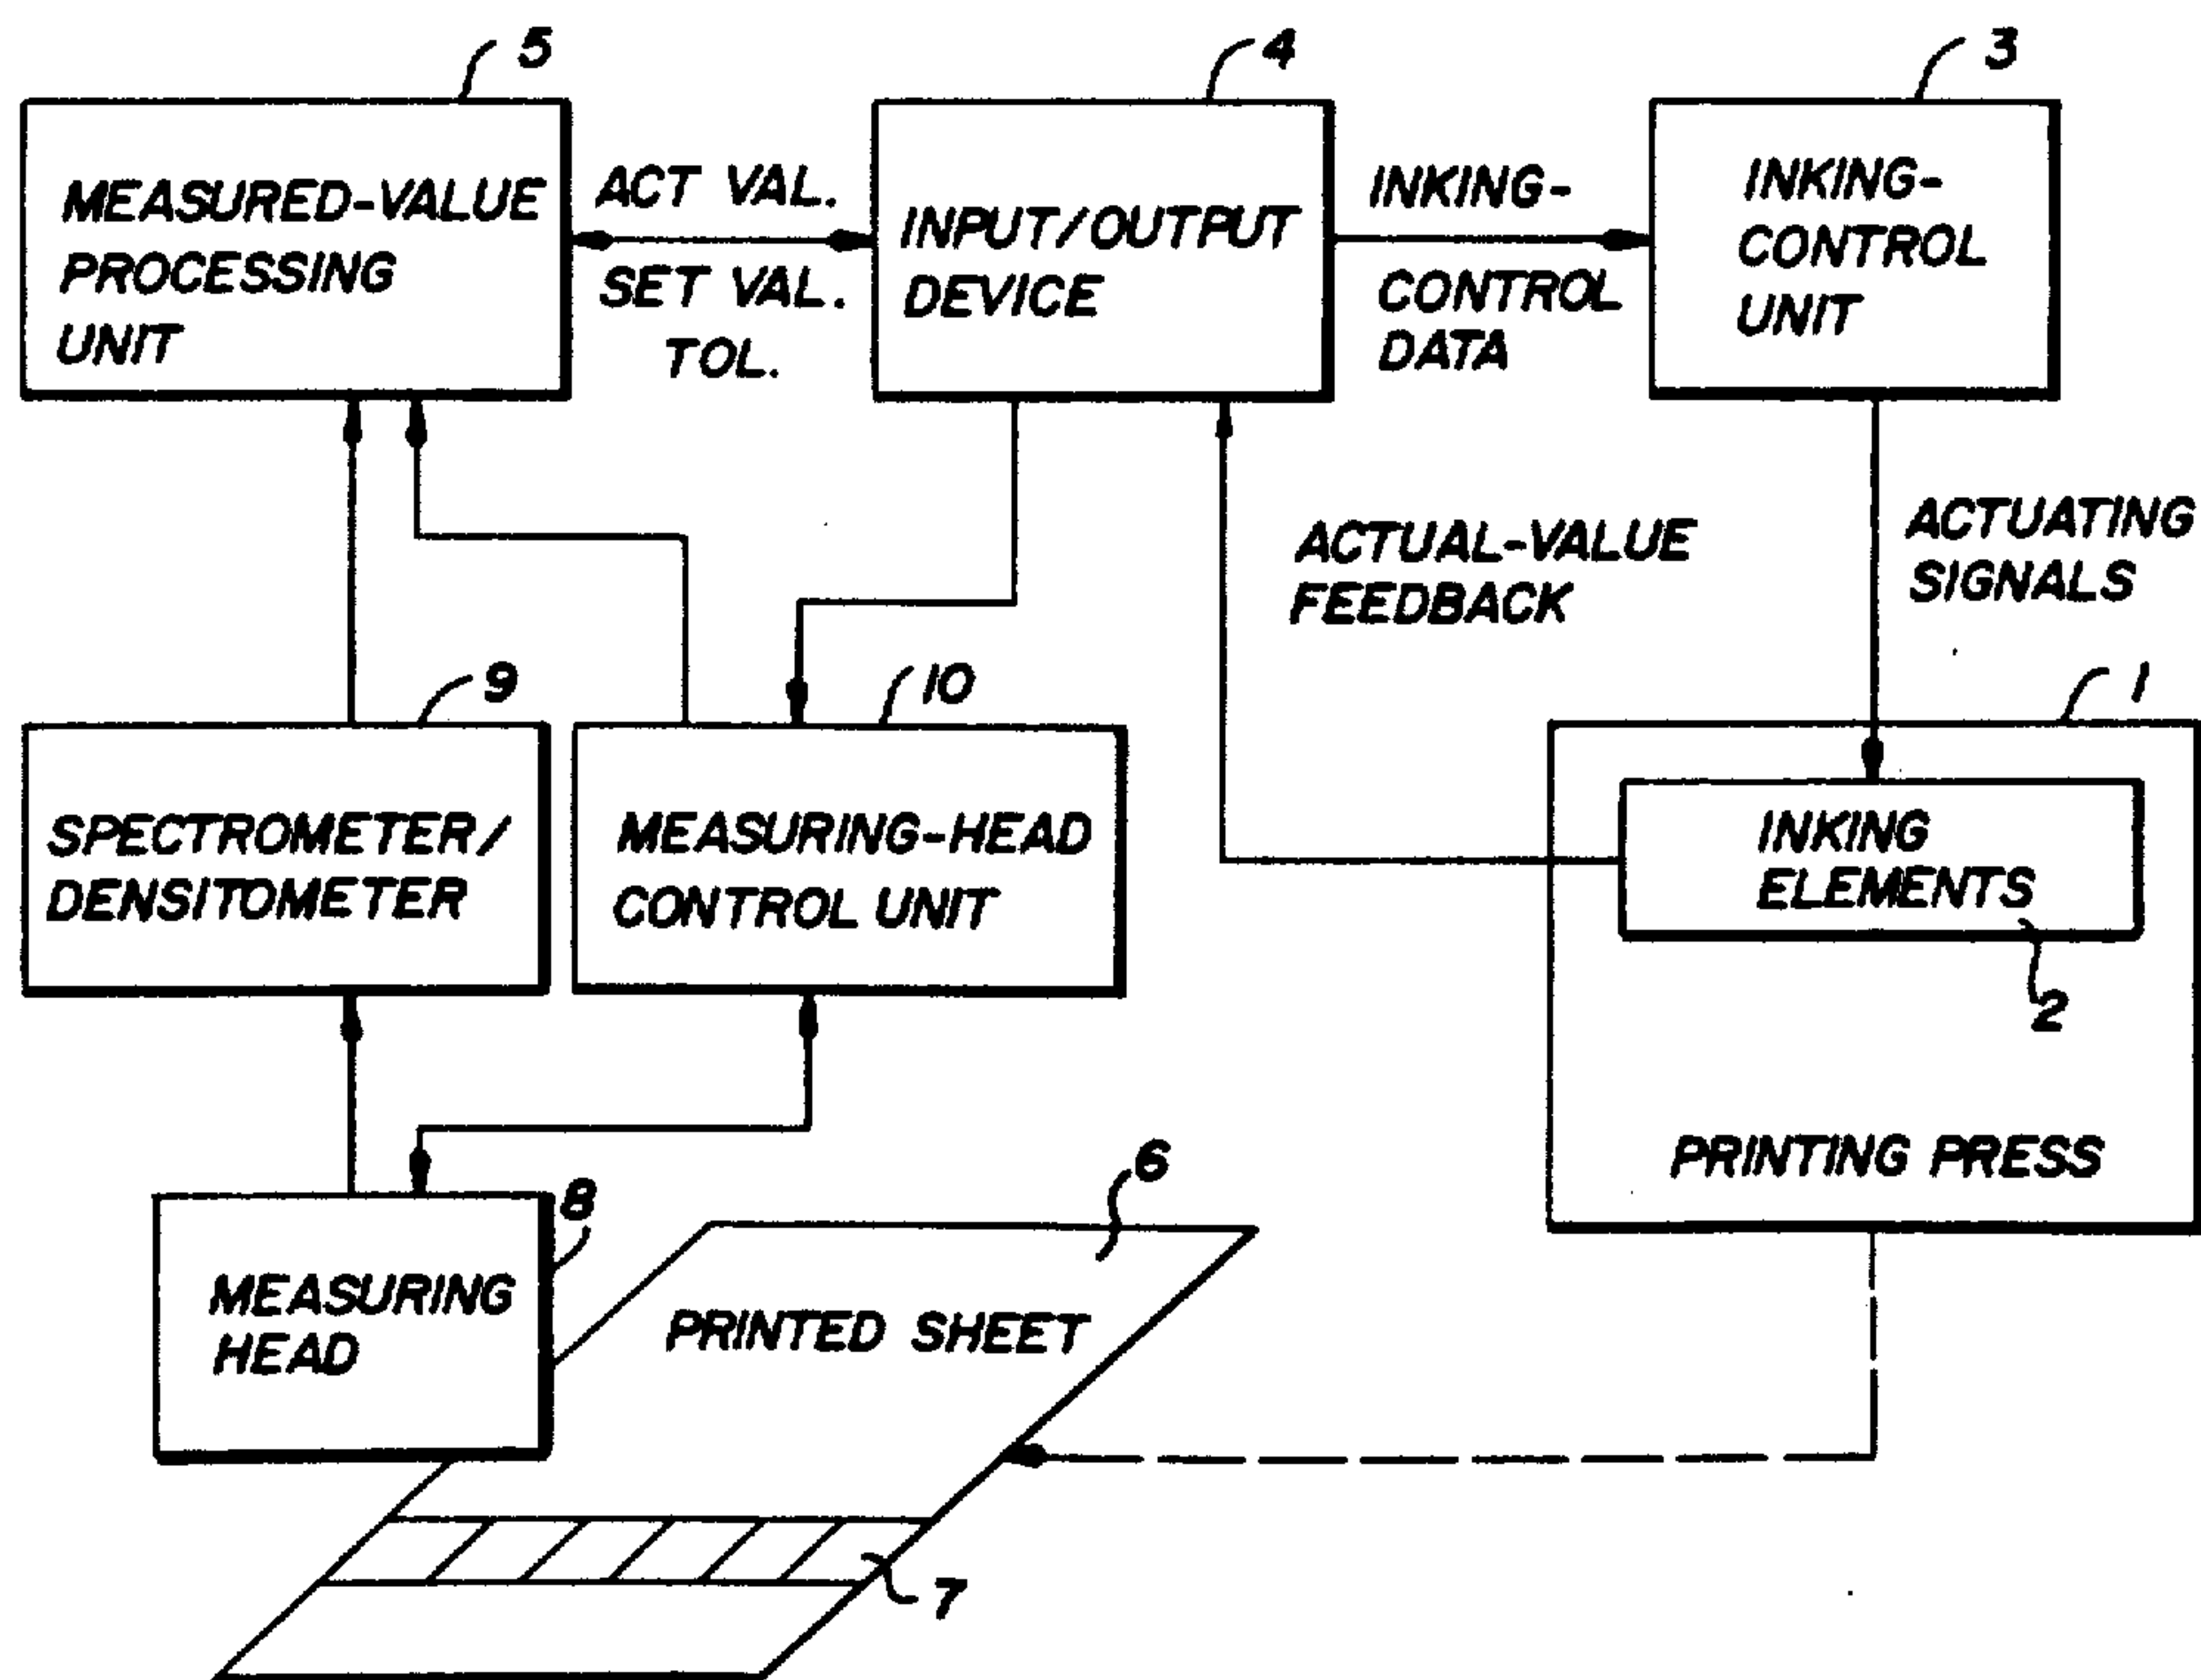 5
4
3
MEASURED-VALUE
PROCESSING
UNIT
ACT VAL.
SET VAL.
TOL.
INPUT/OUTPUT
DEVICE
INKING-
CONTROL
DATA
INKING-
CONTROL
UNIT
ACTUAL-VALUE
FEEDBACK
ACTUATING
SIGNALS
9
10
1
SPECTROMETER/
DENSITOMETER
MEASURING-HEAD
CONTROL UNIT
INKING
ELEMENTS
2
PRINTING PRESS
8
6
MEASURING
HEAD
PRINTED SHEET
7